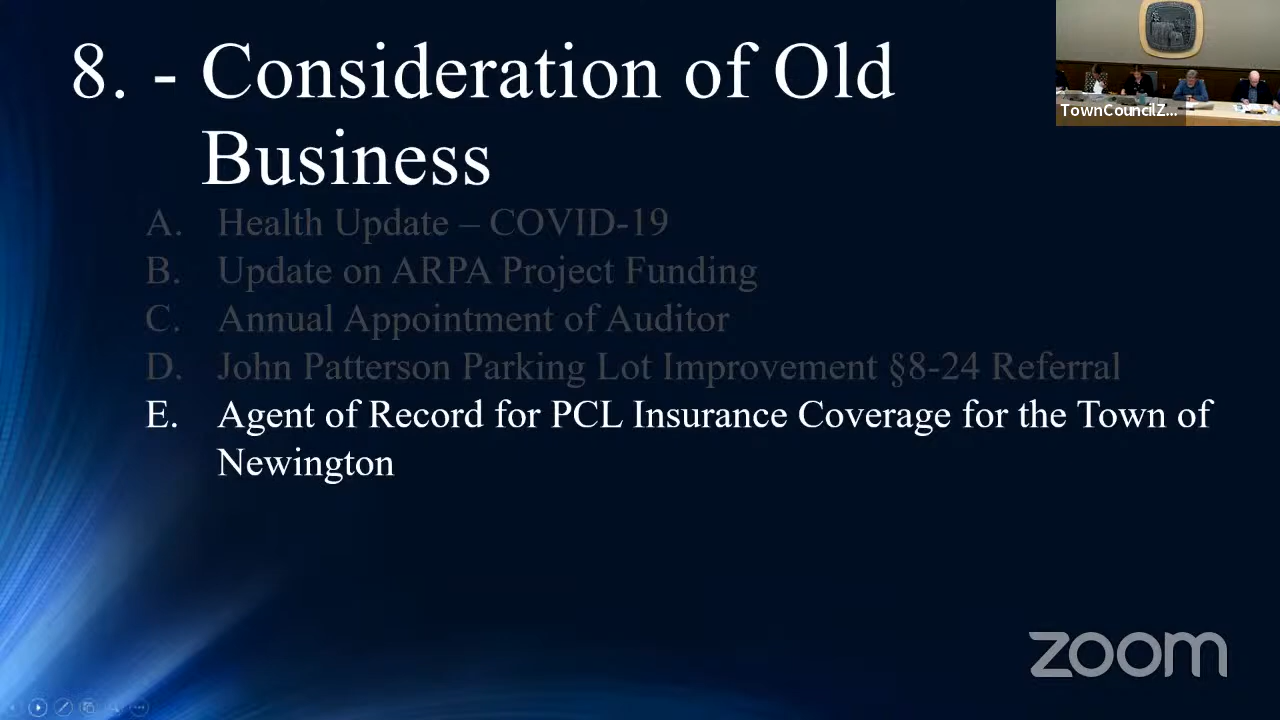 8. - Consideration of Old
Business
A. Health Update – COVID-19
B. Update on ARPA Project Funding
C. Annual Appointment of Auditor
D. John Patterson Parking Lot Improvement §8-24 Referral
E. Agent of Record for PCL Insurance Coverage for the Town of
Newington
TownCouncilZ...
zoom